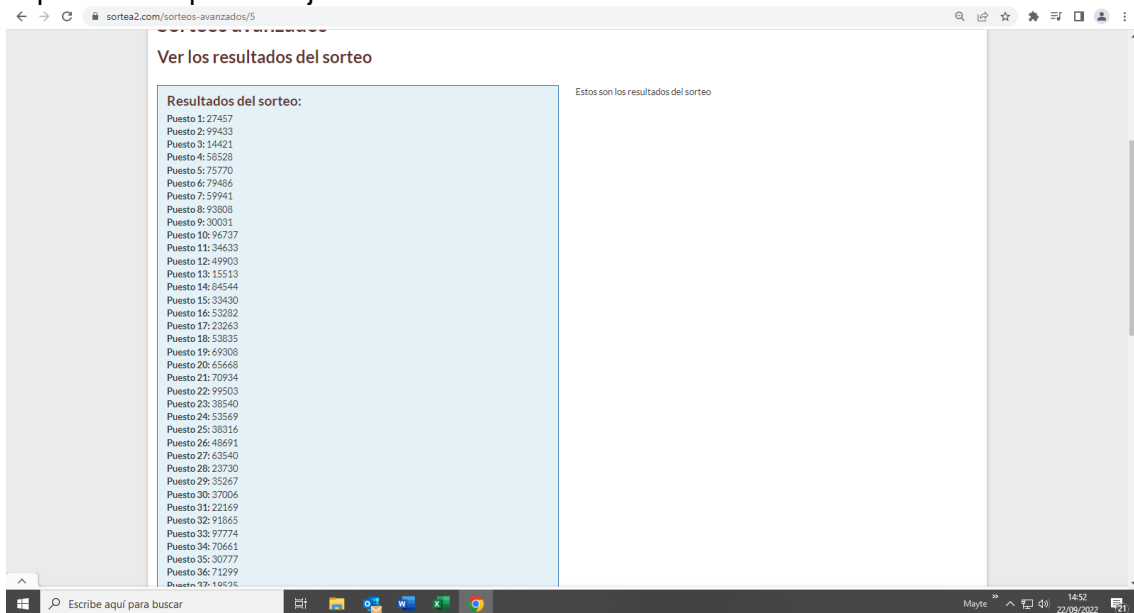 sortea2.com/sorteos-avanzados/5
Sorteos avanzados
Ver los resultados del sorteo
Resultados del sorteo:
Puesto 1: 27457
Puesto 2: 99433
Puesto 3: 14421
Puesto 4: 58528
Puesto 5: 75770
Puesto 6: 79486
Puesto 7: 59941
Puesto 8: 93808
Puesto 9: 30031
Puesto 10: 96737
Puesto 11: 34633
Puesto 12: 49903
Puesto 13: 15513
Puesto 14: 84544
Puesto 15: 33430
Puesto 16: 53282
Puesto 17: 23263
Puesto 18: 53835
Puesto 19: 69308
Puesto 20: 65668
Puesto 21: 70934
Puesto 22: 99503
Puesto 23: 38540
Puesto 24: 53569
Puesto 25: 38316
Puesto 26: 48691
Puesto 27: 63540
Puesto 28: 23730
Puesto 29: 35267
Puesto 30: 37006
Puesto 31: 22169
Puesto 32: 91865
Puesto 33: 97774
Puesto 34: 70661
Puesto 35: 30777
Puesto 36: 71299
Puesto 37: 19525
Estos son los resultados del sorteo
Escribe aquí para buscar
Mayte
14:52
22/09/2022
21